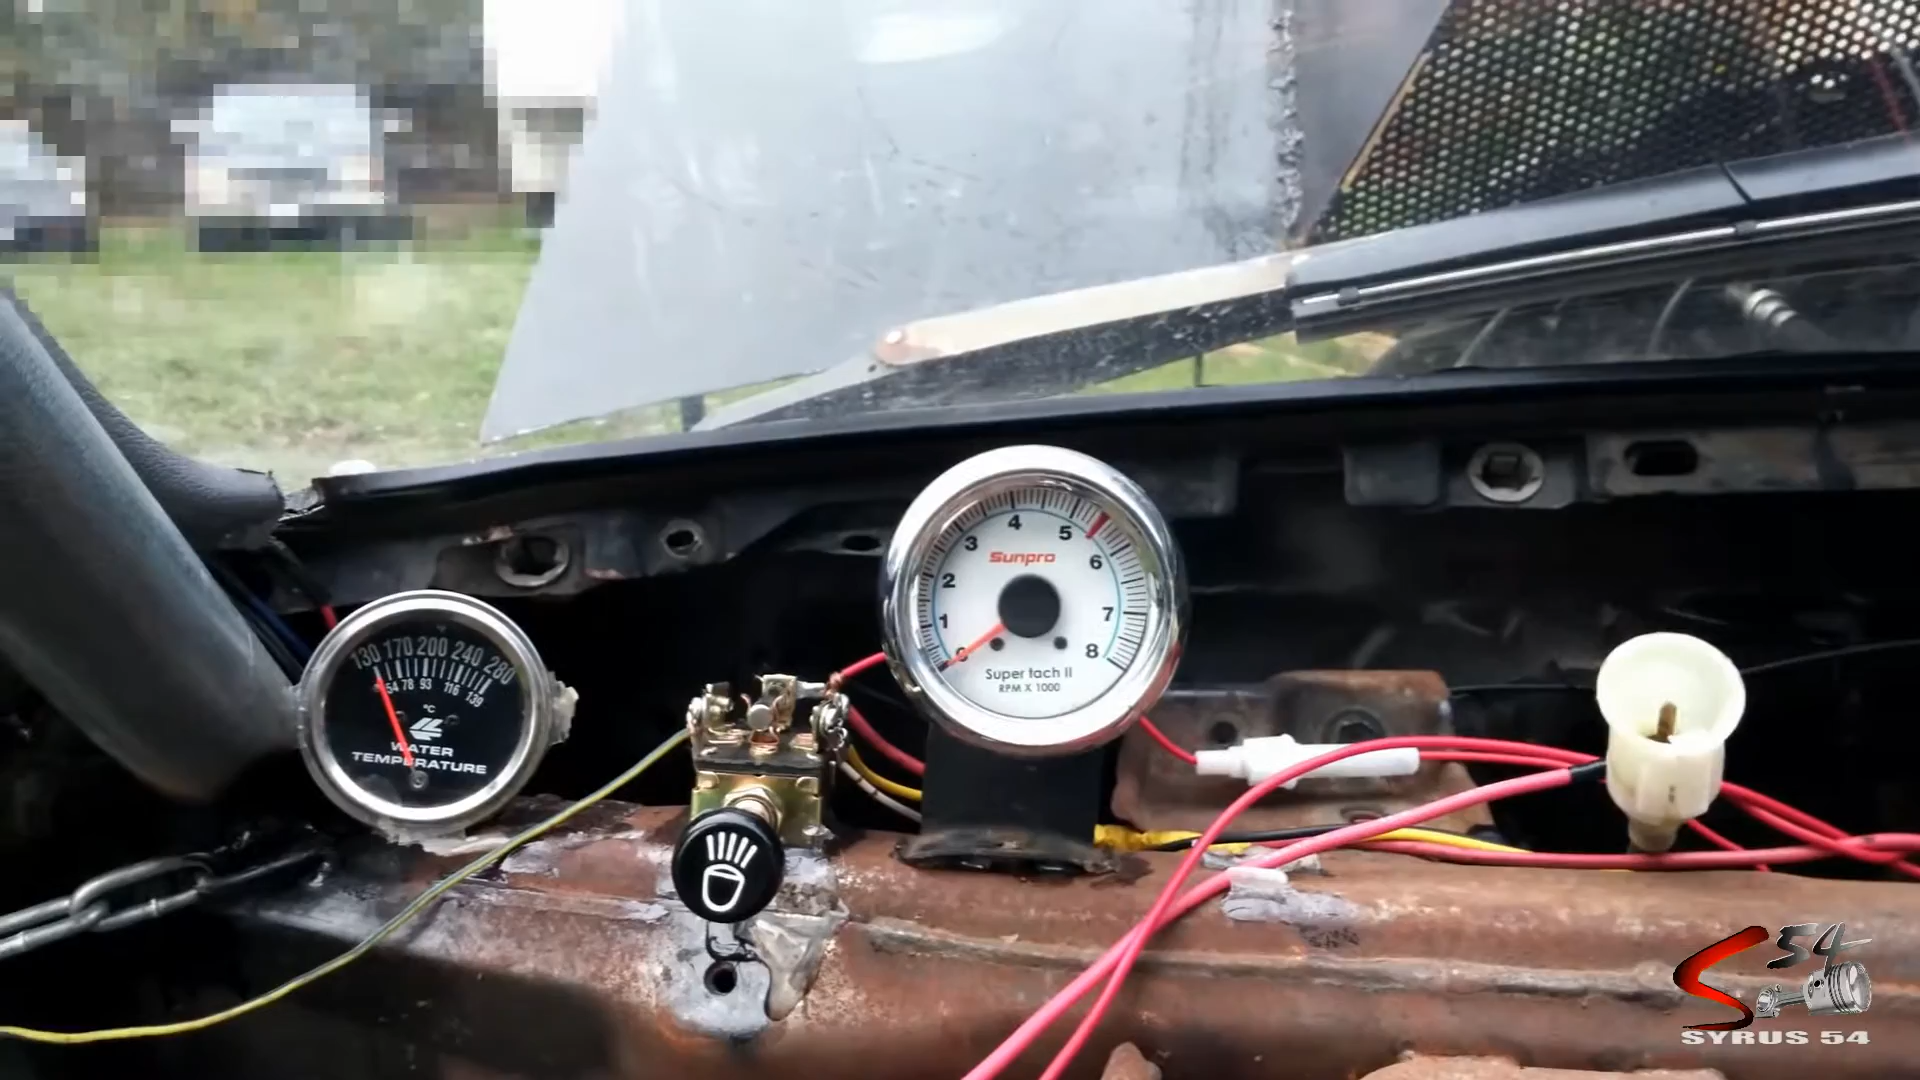 °F
130 170 200 240 280
54 78 93 116 139
°C
WATER
TEMPERATURE
0 1 2 3 4 5 6 7 8
Sunpro
Super tach II
RPM X 1000
S 54
SYRUS 54